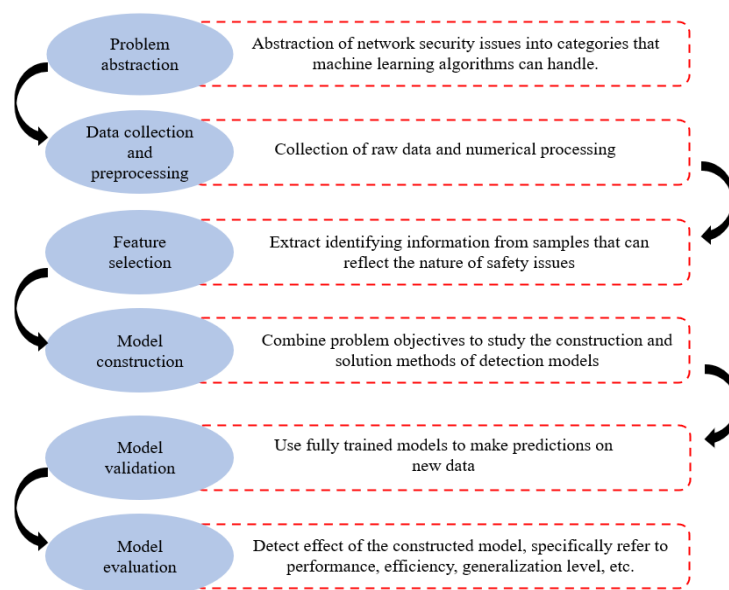 Problem
abstraction
Abstraction of network security issues into categories that
machine learning algorithms can handle.
Data collection
and
preprocessing
Collection of raw data and numerical processing
Feature
selection
Extract identifying information from samples that can
reflect the nature of safety issues
Model
construction
Combine problem objectives to study the construction and
solution methods of detection models
Model
validation
Use fully trained models to make predictions on
new data
Model
evaluation
Detect effect of the constructed model, specifically refer to
performance, efficiency, generalization level, etc.